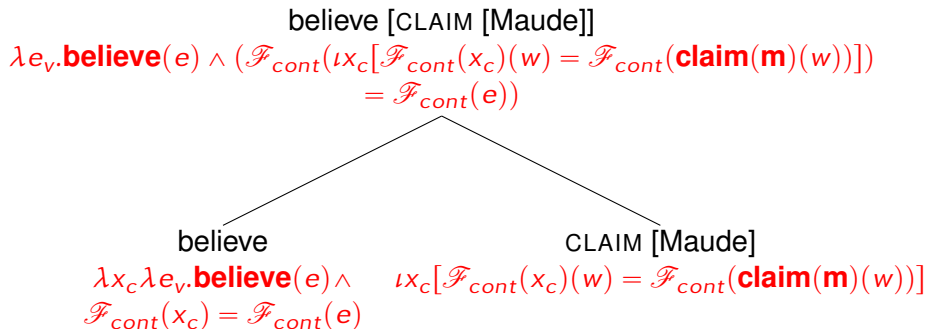 believe [CLAIM [Maude]]
λe_v.believe(e) ∧ (ℱ_cont(ιx_c[ℱ_cont(x_c)(w) = ℱ_cont(claim(m)(w))])
= ℱ_cont(e))
believe
λx_cλe_v.believe(e)∧
ℱ_cont(x_c) = ℱ_cont(e)
CLAIM [Maude]
ιx_c[ℱ_cont(x_c)(w) = ℱ_cont(claim(m)(w))]